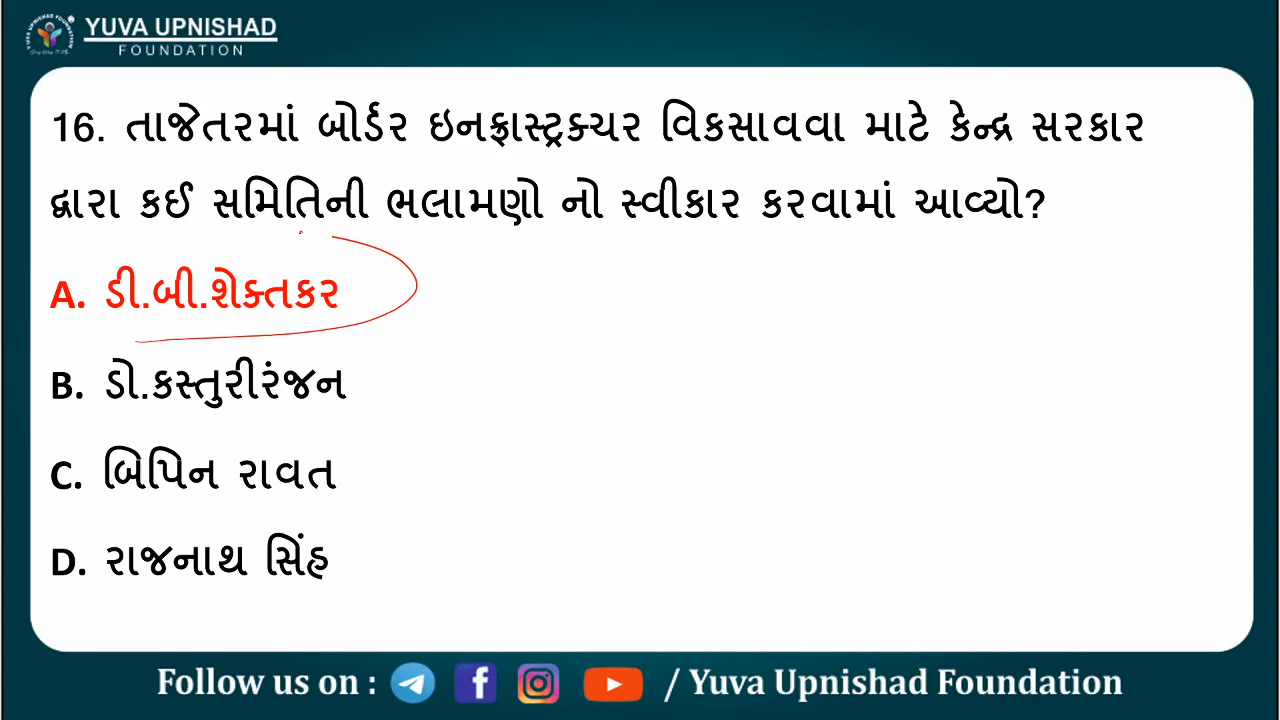 YUVA UPNISHAD
FOUNDATION
16. તાજેતરમાં બોર્ડર ઇનફ્રાસ્ટ્રક્ચર વિકસાવવા માટે કેન્દ્ર સરકાર
દ્વારા કઈ સમિતિની ભલામણો નો સ્વીકાર કરવામાં આવ્યો?
A. ડી.બી.શેક્તકર
B. ડો.કસ્તુરીરંજન
C. બિપિન રાવત
D. રાજનાથ સિંહ
Follow us on : / Yuva Upnishad Foundation